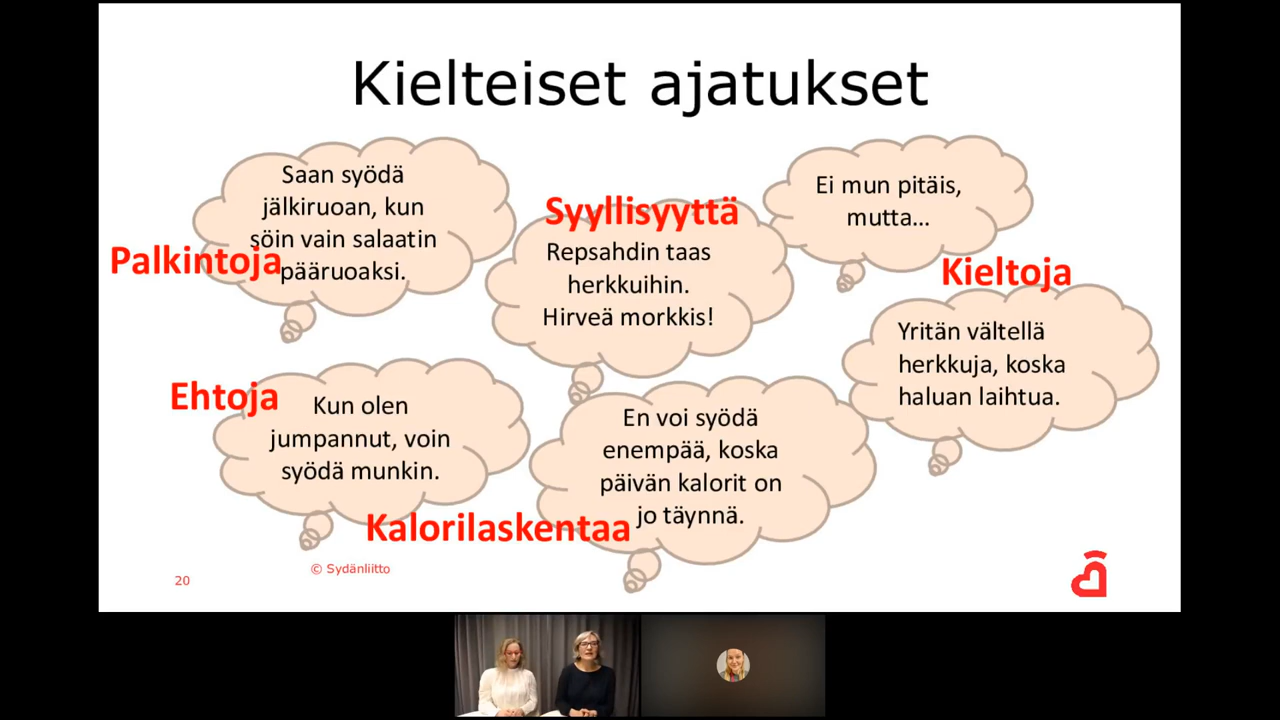 Kielteiset ajatukset
Saan syödä
jälkiruoan, kun
söin vain salaatin
pääruoaksi.
Palkintoja
Syyllisyyttä
Repsahdin taas
herkkuihin.
Hirveä morkkis!
Ei mun pitäis,
mutta...
Kieltoja
Yritän vältellä
herkkuja, koska
haluan laihtua.
Ehtoja
Kun olen
jumpannut, voin
syödä munkin.
En voi syödä
enempää, koska
päivän kalorit on
jo täynnä.
Kalorilaskentaa
© Sydänliitto
20